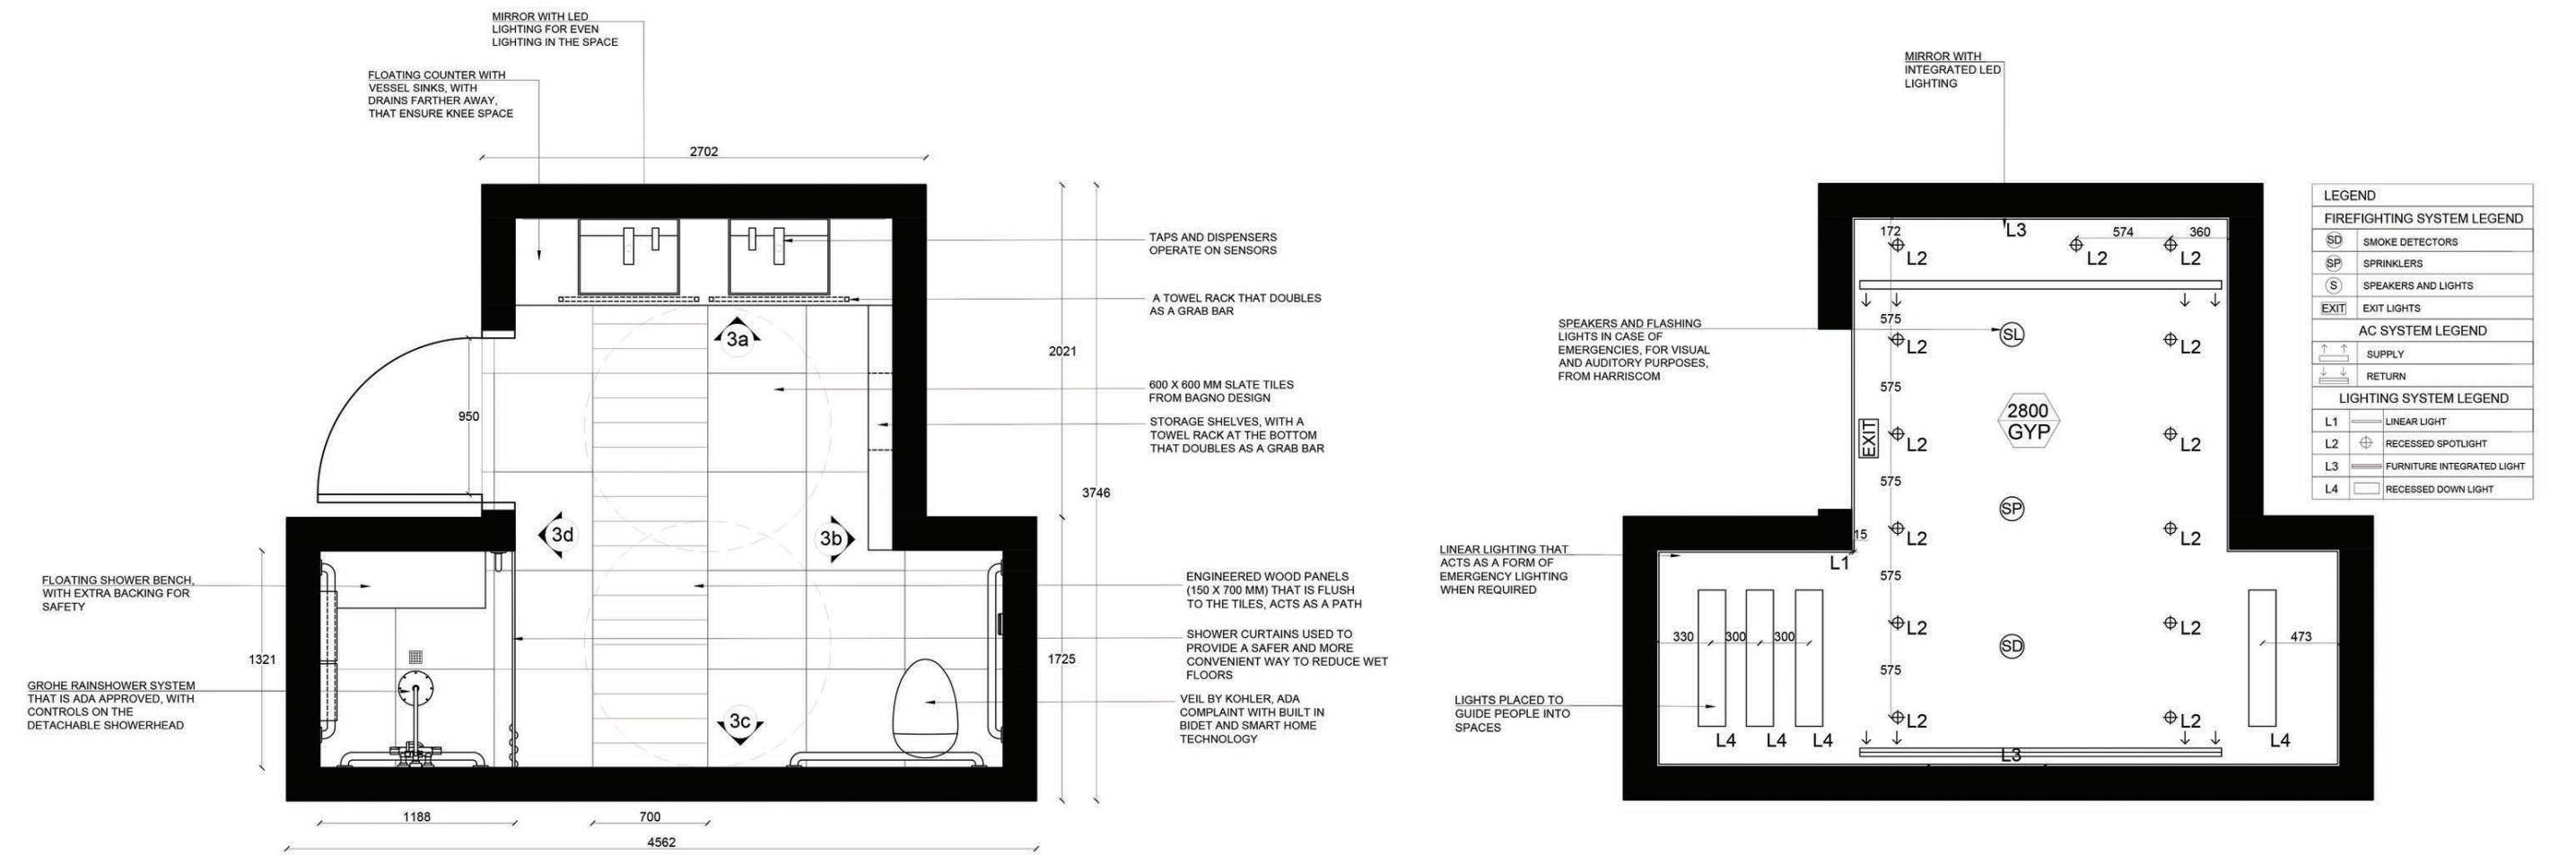 MIRROR WITH LED
LIGHTING FOR EVEN
LIGHTING IN THE SPACE
FLOATING COUNTER WITH
VESSEL SINKS, WITH
DRAINS FARTHER AWAY,
THAT ENSURE KNEE SPACE
2702
TAPS AND DISPENSERS
OPERATE ON SENSORS
A TOWEL RACK THAT DOUBLES
AS A GRAB BAR
3a
2021
600 X 600 MM SLATE TILES
FROM BAGNO DESIGN
950
STORAGE SHELVES, WITH A
TOWEL RACK AT THE BOTTOM
THAT DOUBLES AS A GRAB BAR
3746
3d
3b
FLOATING SHOWER BENCH,
WITH EXTRA BACKING FOR
SAFETY
ENGINEERED WOOD PANELS
(150 X 700 MM) THAT IS FLUSH
TO THE TILES, ACTS AS A PATH
SHOWER CURTAINS USED TO
PROVIDE A SAFER AND MORE
CONVENIENT WAY TO REDUCE WET
FLOORS
1321
1725
GROHE RAINSHOWER SYSTEM
THAT IS ADA APPROVED, WITH
CONTROLS ON THE
DETACHABLE SHOWERHEAD
3c
VEIL BY KOHLER, ADA
COMPLAINT WITH BUILT IN
BIDET AND SMART HOME
TECHNOLOGY
1188
700
4562
MIRROR WITH
INTEGRATED LED
LIGHTING
172
L3
574
360
L2
L2
L2
575
SPEAKERS AND FLASHING
LIGHTS IN CASE OF
EMERGENCIES, FOR VISUAL
AND AUDITORY PURPOSES,
FROM HARRISCOM
SL
L2
L2
575
2800
GYP
EXIT
L2
L2
575
SP
15
L2
L2
LINEAR LIGHTING THAT
ACTS AS A FORM OF
EMERGENCY LIGHTING
WHEN REQUIRED
L1
575
L2
L2
330
300
300
SD
473
575
LIGHTS PLACED TO
GUIDE PEOPLE INTO
SPACES
L2
L2
L4
L4
L4
L3
L4
LEGEND
FIREFIGHTING SYSTEM LEGEND
SD SMOKE DETECTORS
SP SPRINKLERS
S SPEAKERS AND LIGHTS
EXIT EXIT LIGHTS
AC SYSTEM LEGEND
SUPPLY
RETURN
LIGHTING SYSTEM LEGEND
L1 LINEAR LIGHT
L2 RECESSED SPOTLIGHT
L3 FURNITURE INTEGRATED LIGHT
L4 RECESSED DOWN LIGHT